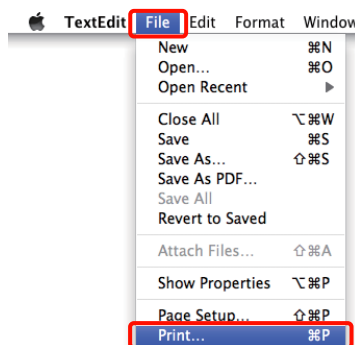 TextEdit File Edit Format Window
New ⌘N
Open... ⌘O
Open Recent ▶
Close All ⌥⌘W
Save ⌘S
Save As... ⇧⌘S
Save As PDF...
Save All
Revert to Saved
Attach Files... ⇧⌘A
Show Properties ⌥⌘P
Page Setup... ⇧⌘P
Print... ⌘P